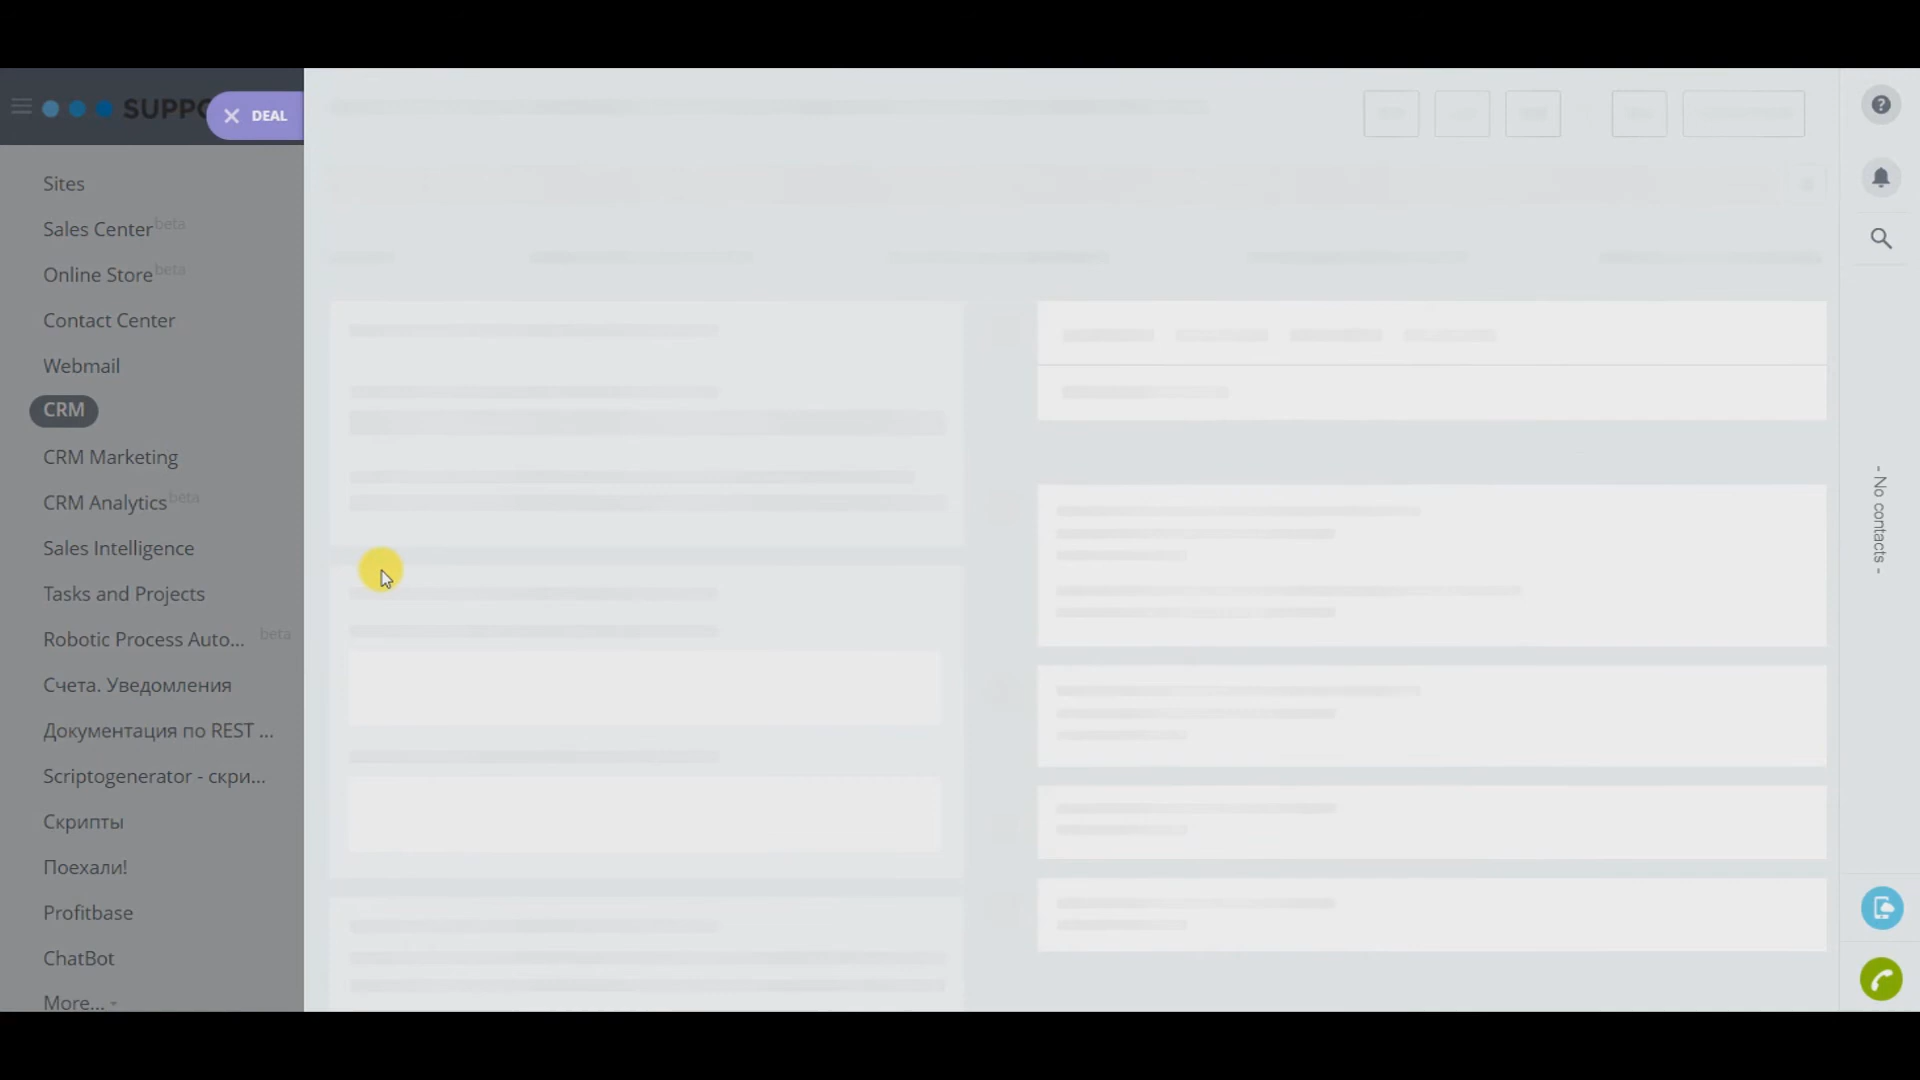 SUPPO
DEAL
Sites
Sales Center beta
Online Store beta
Contact Center
Webmail
CRM
CRM Marketing
CRM Analytics beta
Sales Intelligence
Tasks and Projects
Robotic Process Auto... beta
Счета. Уведомления
Документация по REST ...
Scriptogenerator - скри...
Скрипты
Поехали!
Profitbase
ChatBot
More...
- No contacts -